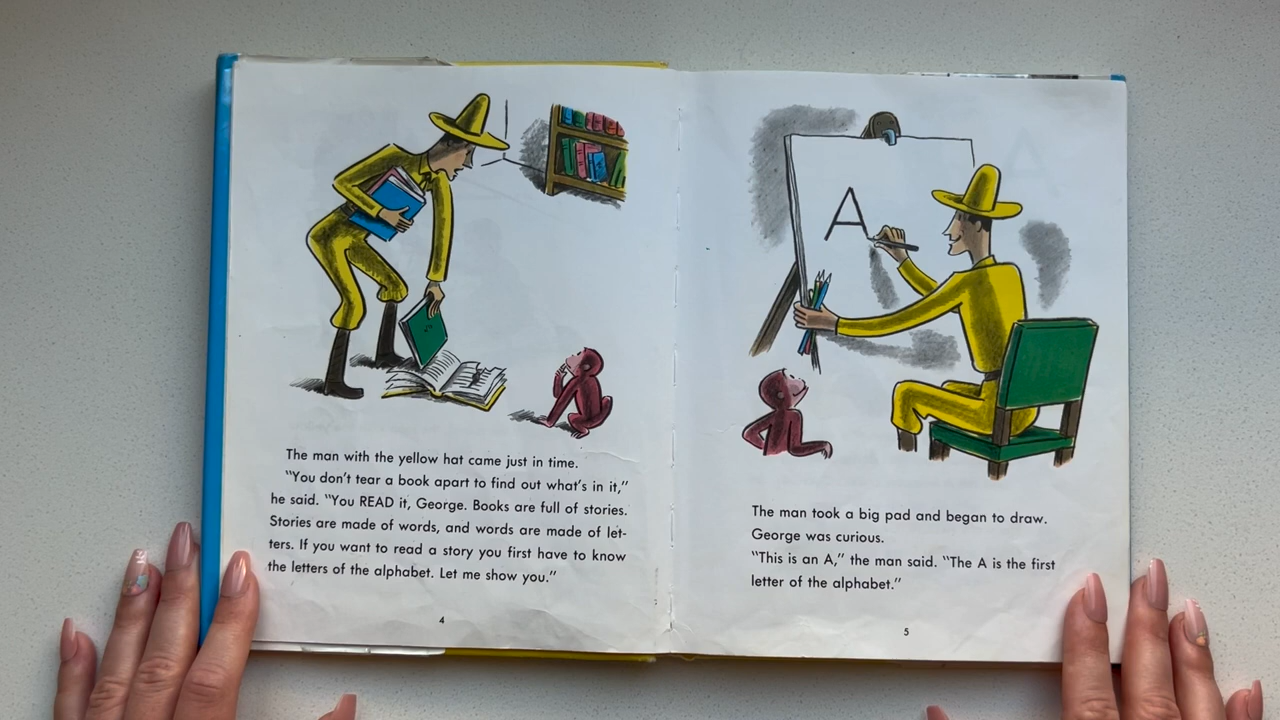 The man with the yellow hat came just in time.
"You don't tear a book apart to find out what's in it,"
he said. "You READ it, George. Books are full of stories.
Stories are made of words, and words are made of let-
ters. If you want to read a story you first have to know
the letters of the alphabet. Let me show you."
4
A
The man took a big pad and began to draw.
George was curious.
"This is an A," the man said. "The A is the first
letter of the alphabet."
5